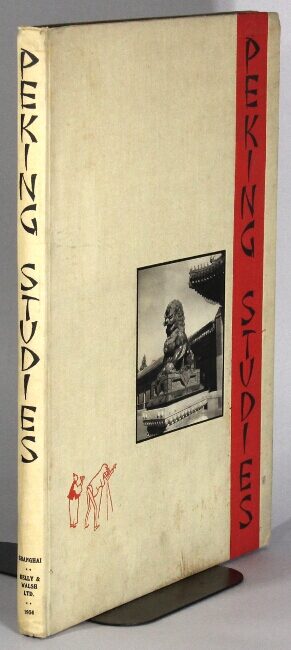 PEKING STUDIES
SHANGHAI
KELLY &
WALSH
LTD.
1934
PEKING STUDIES